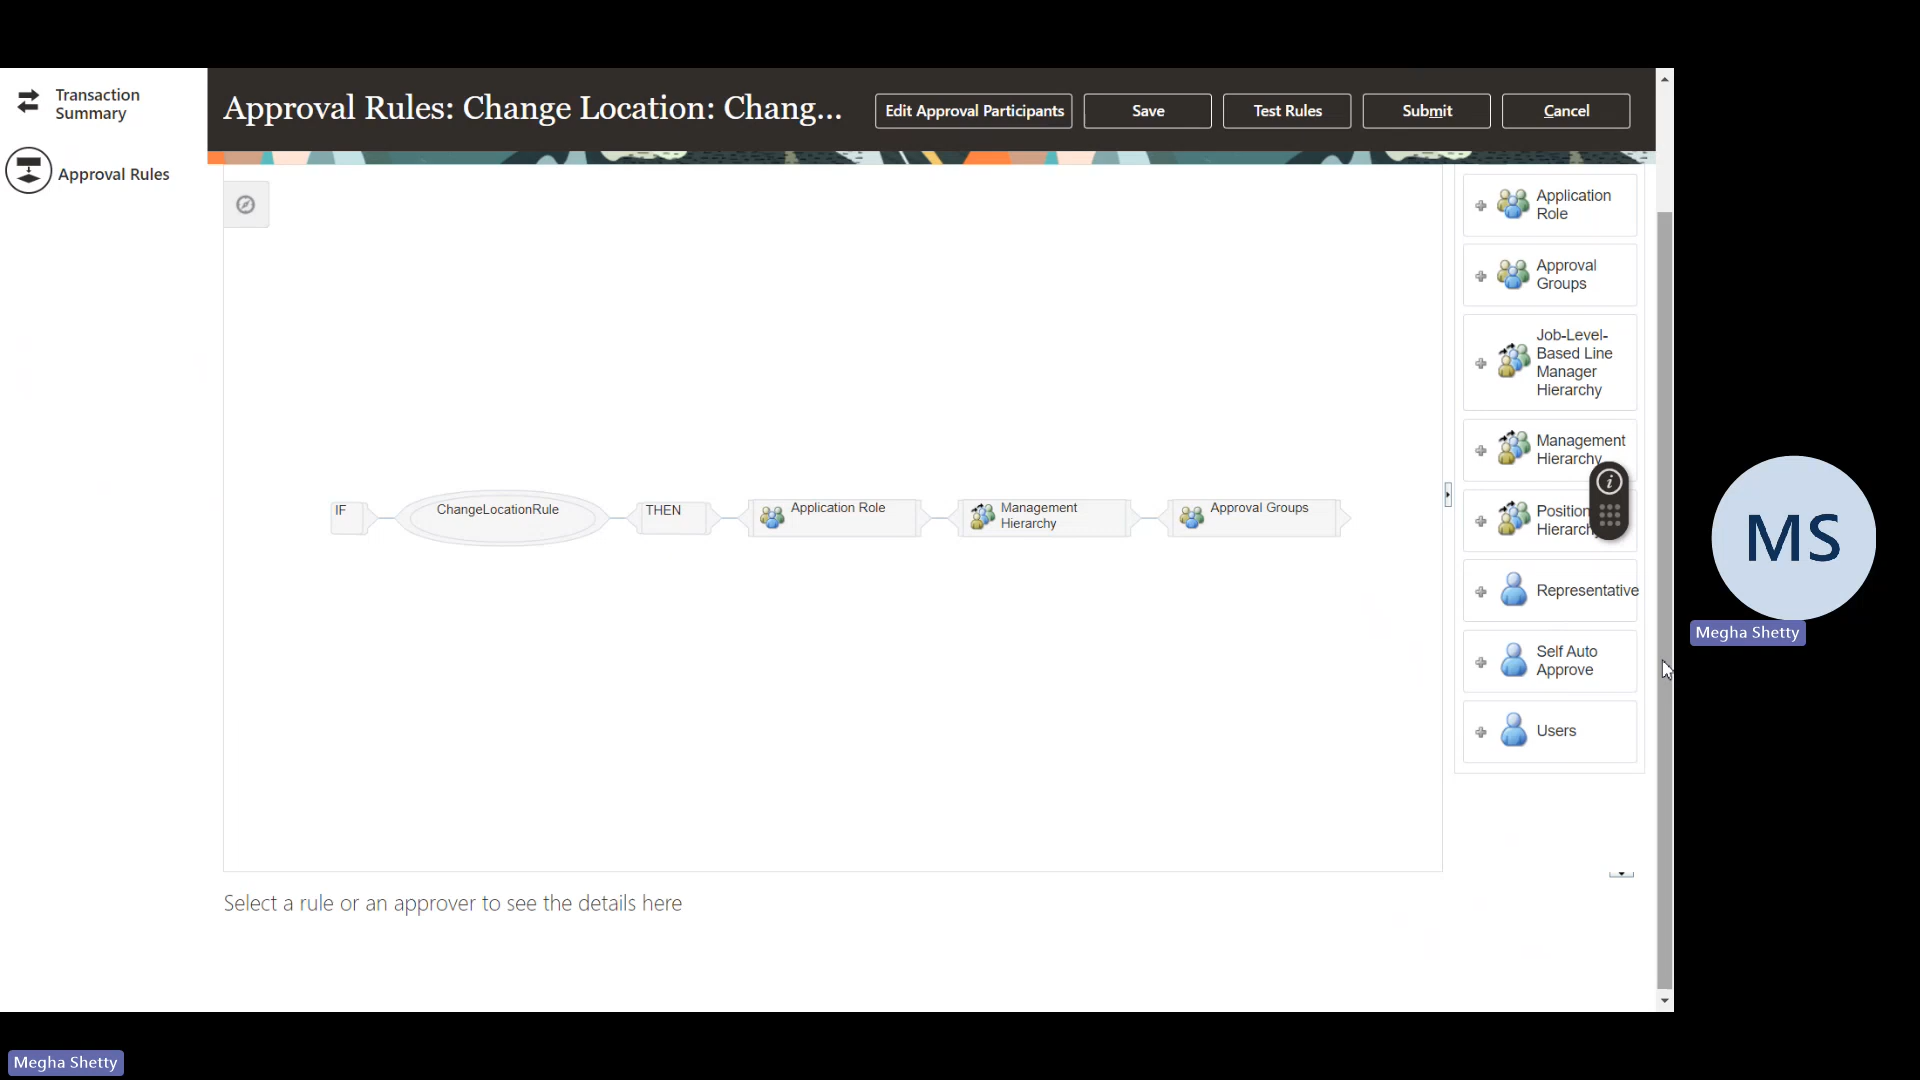 Transaction
Summary
Approval Rules
Approval Rules: Change Location: Chang...
Edit Approval Participants
Save
Test Rules
Submit
Cancel
IF
ChangeLocationRule
THEN
Application Role
Management
Hierarchy
Approval Groups
Application
Role
Approval
Groups
Job-Level-
Based Line
Manager
Hierarchy
Management
Hierarchy
Position
Hierarch
Representative
Self Auto
Approve
Users
Select a rule or an approver to see the details here
MS
Megha Shetty
Megha Shetty